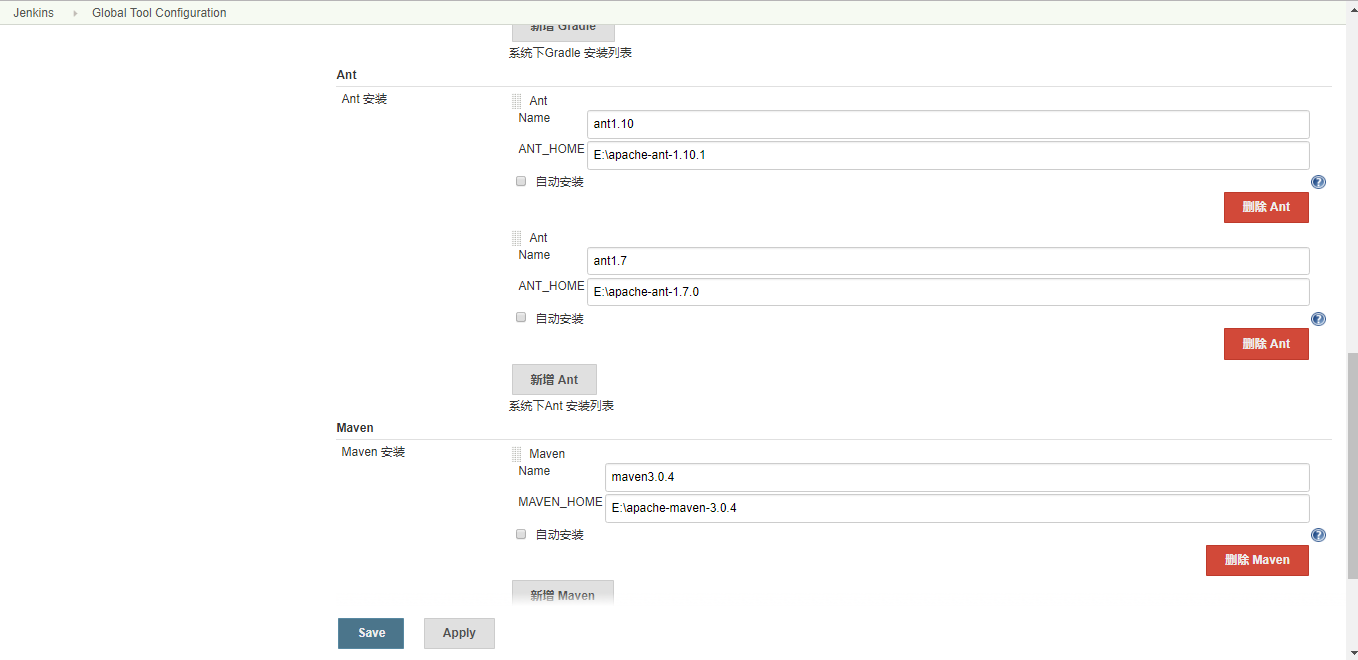 Jenkins Global Tool Configuration
新增 Gradle
系统下Gradle 安装列表
Ant
Ant 安装
Ant
Name
ant1.10
ANT_HOME
E:\apache-ant-1.10.1
自动安装
删除 Ant
Ant
Name
ant1.7
ANT_HOME
E:\apache-ant-1.7.0
自动安装
删除 Ant
新增 Ant
系统下Ant 安装列表
Maven
Maven 安装
Maven
Name
maven3.0.4
MAVEN_HOME
E:\apache-maven-3.0.4
自动安装
删除 Maven
新增 Maven
Save Apply